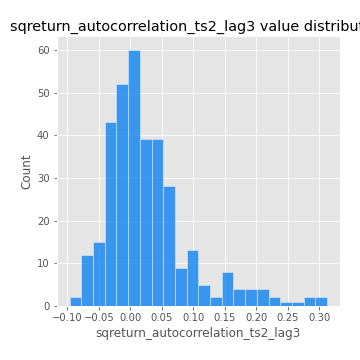 sqreturn_autocorrelation_ts2_lag3 value distribut
60
50
40
30
20
10
0
Count
−0.10 −0.05 0.00 0.05 0.10 0.15 0.20 0.25 0.30
sqreturn_autocorrelation_ts2_lag3